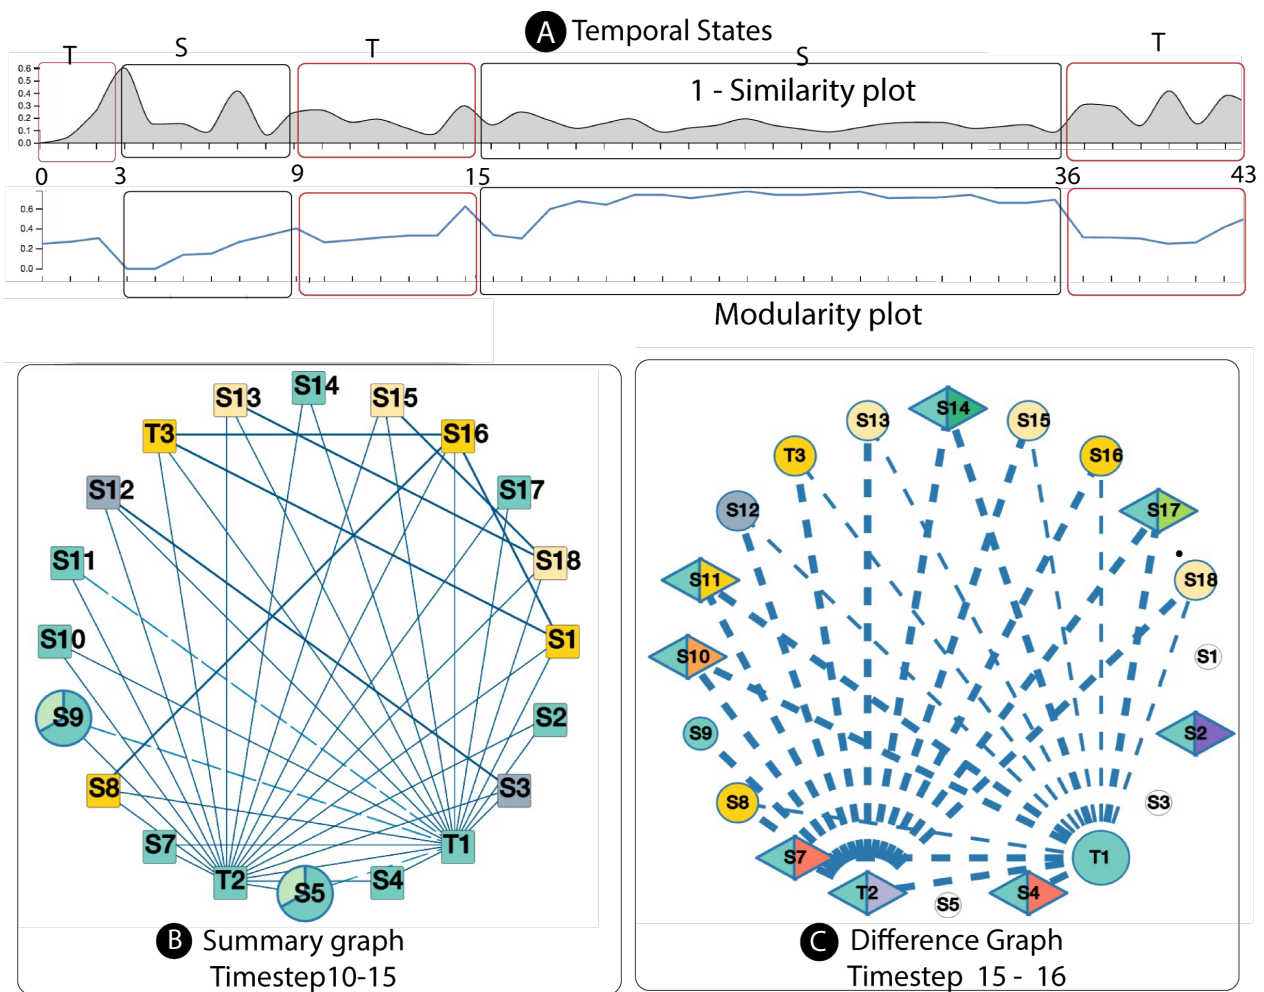 A Temporal States
T S T S T
1 - Similarity plot
0.6
0.5
0.4
0.3
0.2
0.1
0.0
0 3 9 15 36 43
0.6
0.4
0.2
0.0
Modularity plot
S14
S13 S15
T3 S16
S12 S17
S11 S18
S10 S1
S9 S2
S8 S3
S7 T1
T2 S5 S4
B Summary graph
Timestep10-15
S14
S13 S15
T3 S16
S12 S17
S11 S18
S10 S1
S9 S2
S8 S3
S7 T1
T2 S5 S4
C Difference Graph
Timestep 15 - 16